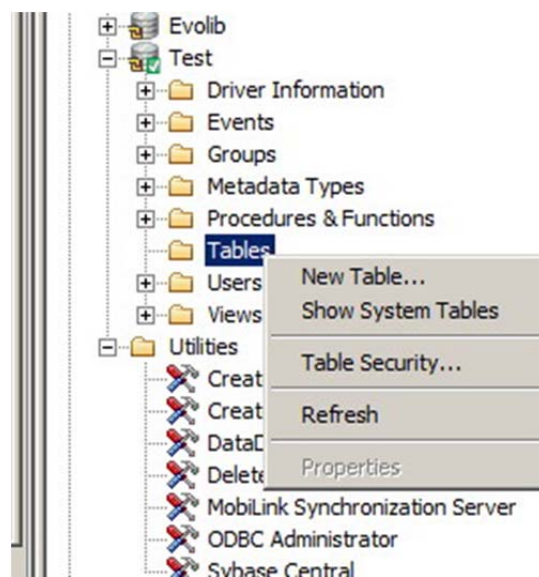 Evolib
Test
Driver Information
Events
Groups
Metadata Types
Procedures & Functions
Tables
Users
Views
Utilities
Creat
Creat
DataD
Delete
MobiLink Synchronization Server
ODBC Administrator
Sybase Central
New Table...
Show System Tables
Table Security...
Refresh
Properties